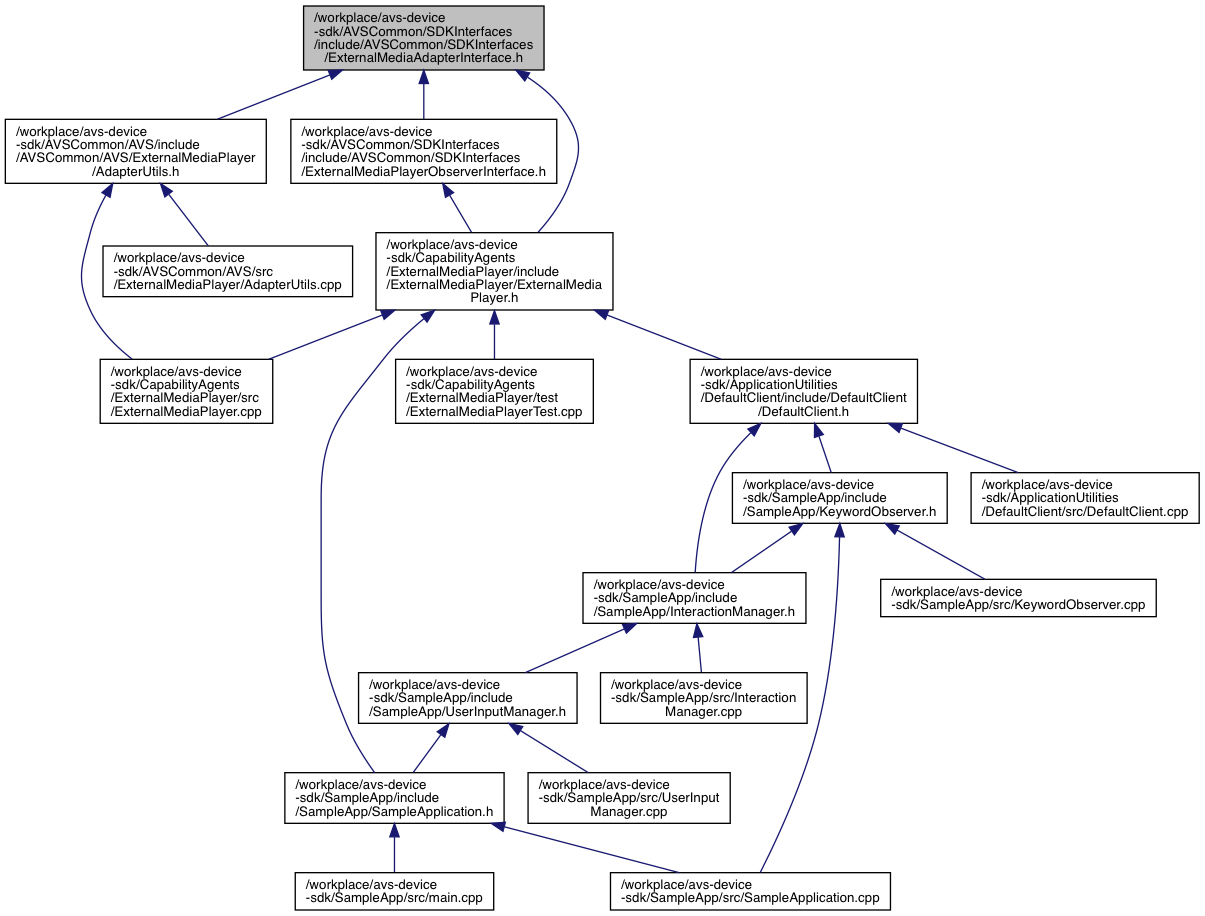 /workplace/avs-device
-sdk/AVSCommon/SDKInterfaces
/include/AVSCommon/SDKInterfaces
/ExternalMediaAdapterInterface.h
/workplace/avs-device
-sdk/AVSCommon/AVS/include
/AVSCommon/AVS/ExternalMediaPlayer
/AdapterUtils.h
/workplace/avs-device
-sdk/AVSCommon/SDKInterfaces
/include/AVSCommon/SDKInterfaces
/ExternalMediaPlayerObserverInterface.h
/workplace/avs-device
-sdk/AVSCommon/AVS/src
/ExternalMediaPlayer/AdapterUtils.cpp
/workplace/avs-device
-sdk/CapabilityAgents
/ExternalMediaPlayer/include
/ExternalMediaPlayer/ExternalMedia
Player.h
/workplace/avs-device
-sdk/CapabilityAgents
/ExternalMediaPlayer/src
/ExternalMediaPlayer.cpp
/workplace/avs-device
-sdk/CapabilityAgents
/ExternalMediaPlayer/test
/ExternalMediaPlayerTest.cpp
/workplace/avs-device
-sdk/ApplicationUtilities
/DefaultClient/include/DefaultClient
/DefaultClient.h
/workplace/avs-device
-sdk/SampleApp/include
/SampleApp/KeywordObserver.h
/workplace/avs-device
-sdk/ApplicationUtilities
/DefaultClient/src/DefaultClient.cpp
/workplace/avs-device
-sdk/SampleApp/include
/SampleApp/InteractionManager.h
/workplace/avs-device
-sdk/SampleApp/src/KeywordObserver.cpp
/workplace/avs-device
-sdk/SampleApp/include
/SampleApp/UserInputManager.h
/workplace/avs-device
-sdk/SampleApp/src/Interaction
Manager.cpp
/workplace/avs-device
-sdk/SampleApp/include
/SampleApp/SampleApplication.h
/workplace/avs-device
-sdk/SampleApp/src/UserInput
Manager.cpp
/workplace/avs-device
-sdk/SampleApp/src/main.cpp
/workplace/avs-device
-sdk/SampleApp/src/SampleApplication.cpp